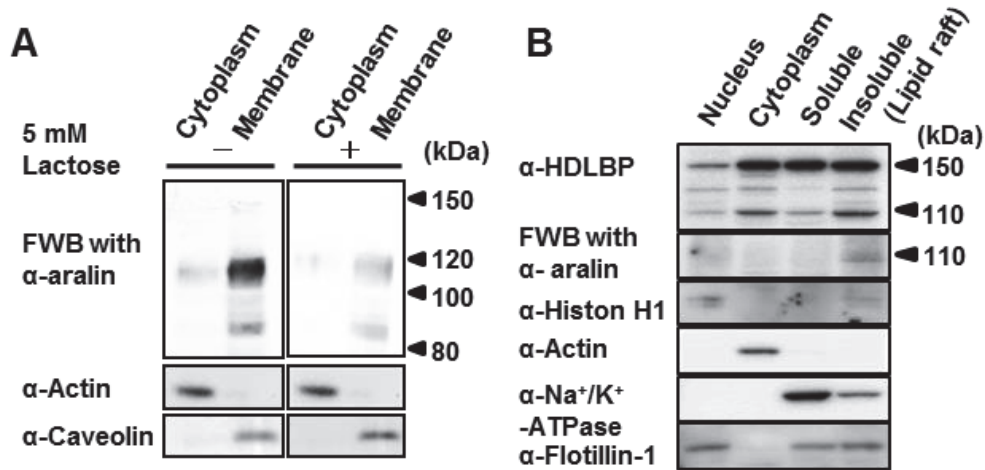 A
Cytoplasm
Membrane
Cytoplasm
Membrane
5 mM
Lactose
−
+
(kDa)
150
FWB with
α-aralin
120
100
80
α-Actin
α-Caveolin
B
Nucleus
Cytoplasm
Soluble
Insoluble
(Lipid raft)
(kDa)
α-HDLBP
150
110
FWB with
α- aralin
110
α-Histon H1
α-Actin
α-Na⁺/K⁺
-ATPase
α-Flotillin-1